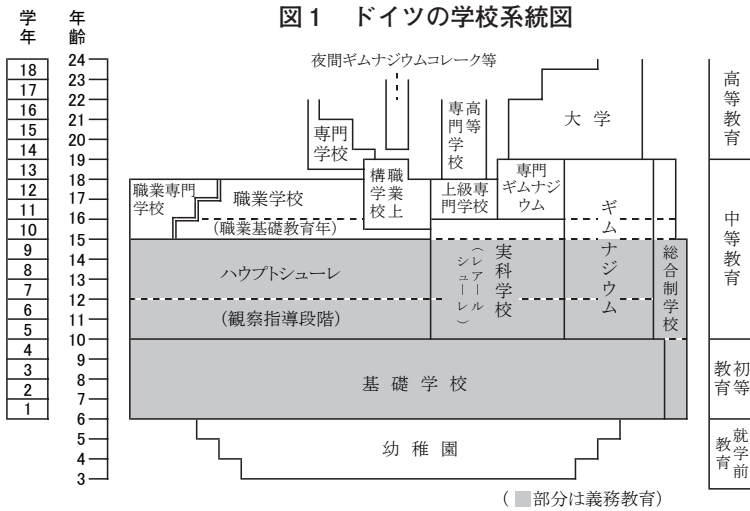 図1 ドイツの学校系統図
学年
年齢
24
23
22
21
20
19
18
17
16
15
14
13
12
11
10
9
8
7
6
5
4
3
18
17
16
15
14
13
12
11
10
9
8
7
6
5
4
3
2
1
夜間ギムナジウムコレーク等
専門学校
高等専門学校
大学
職業専門学校
職業学校
(職業基礎教育年)
職業上構学校
上級専門学校
専門ギムナジウム
ギムナジウム
ハウプトシューレ
(観察指導段階)
実科学校
(レアールシューレ)
総合制学校
基礎学校
幼稚園
高等教育
中等教育
初等教育
就学前教育
(■部分は義務教育)